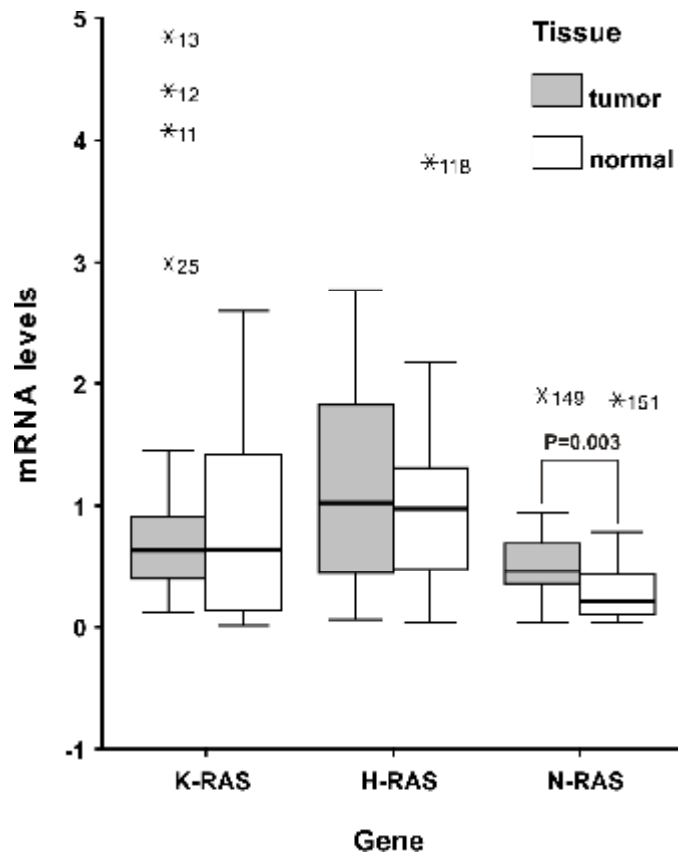 5
4
3
2
1
0
-1
mRNA levels
Tissue
tumor
normal
13
12
11
25
118
149
151
P=0.003
K-RAS
H-RAS
N-RAS
Gene